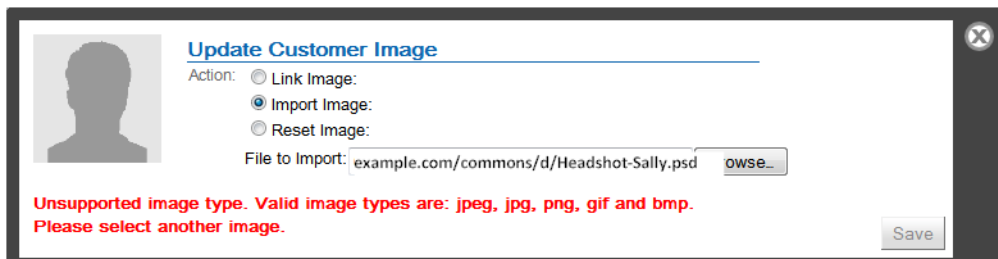 Update Customer Image
Action: Link Image:
Import Image:
Reset Image:
File to Import: example.com/commons/d/Headshot-Sally.psd owse...
Unsupported image type. Valid image types are: jpeg, jpg, png, gif and bmp.
Please select another image.
Save